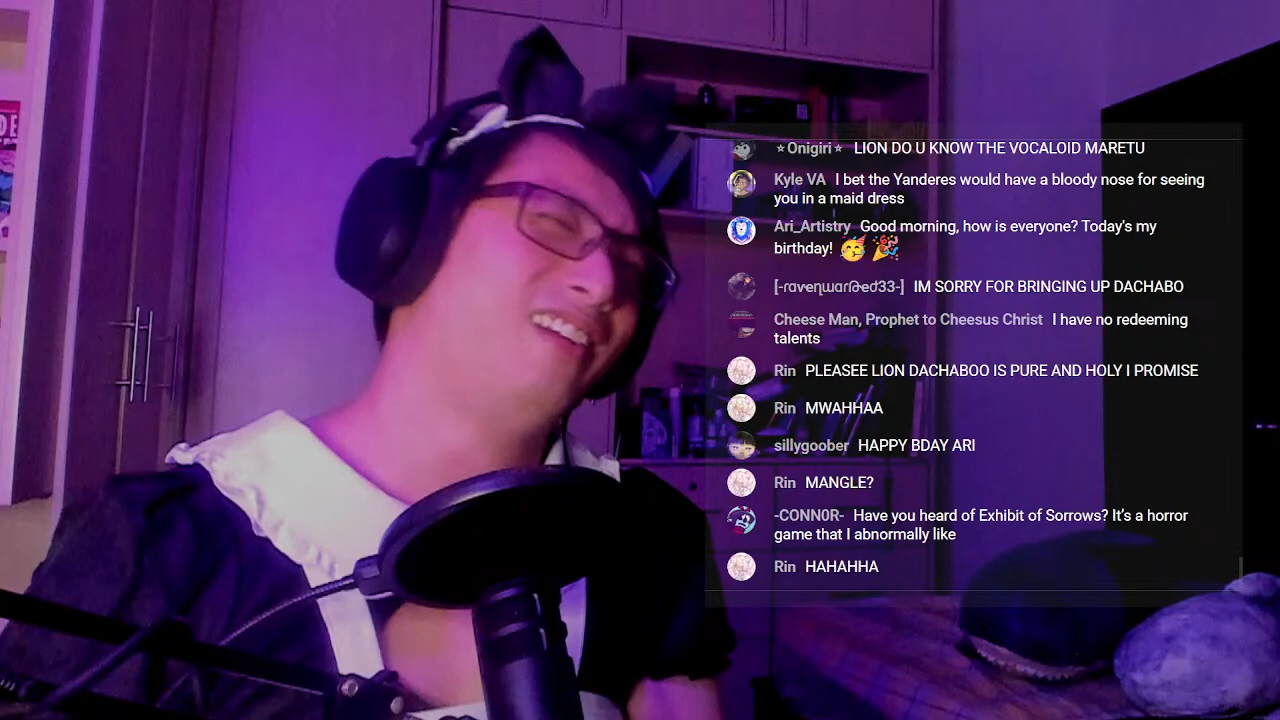 DE
⋆Onigiri⋆ LION DO U KNOW THE VOCALOID MARETU
Kyle VA I bet the Yanderes would have a bloody nose for seeing
you in a maid dress
Ari_Artistry Good morning, how is everyone? Today's my
birthday! 🥳 🎉
IM SORRY FOR BRINGING UP DACHABO
Cheese Man, Prophet to Cheesus Christ I have no redeeming
talents
Rin PLEASEE LION DACHABOO IS PURE AND HOLY I PROMISE
Rin MWAHHAA
sillygoober HAPPY BDAY ARI
Rin MANGLE?
-CONN0R- Have you heard of Exhibit of Sorrows? It's a horror
game that I abnormally like
Rin HAHAHHA